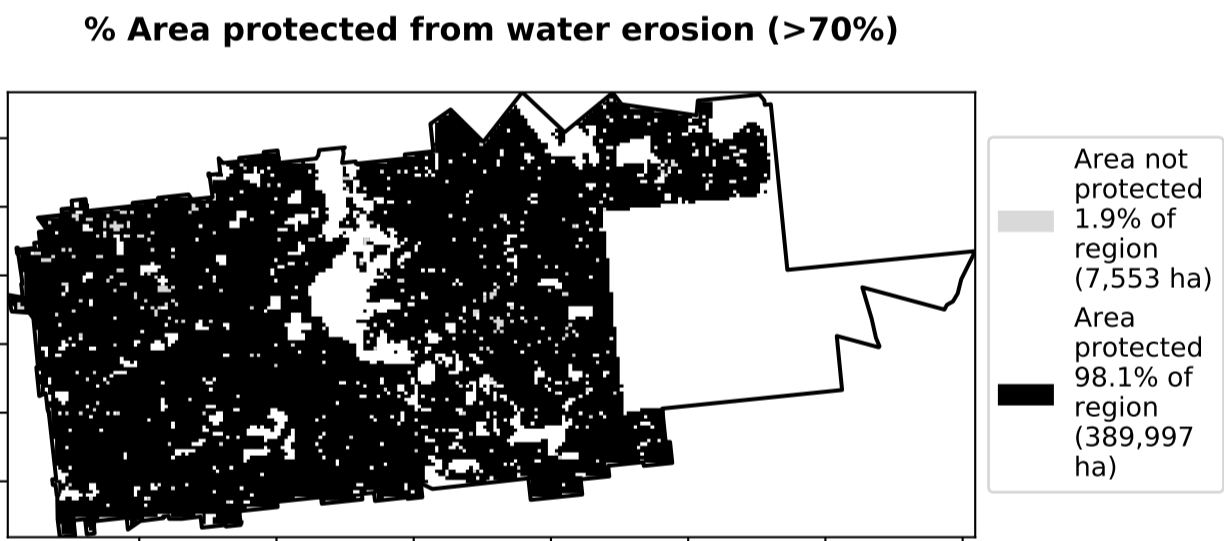 % Area protected from water erosion (>70%)
Area not
protected
1.9% of
region
(7,553 ha)
Area
protected
98.1% of
region
(389,997
ha)